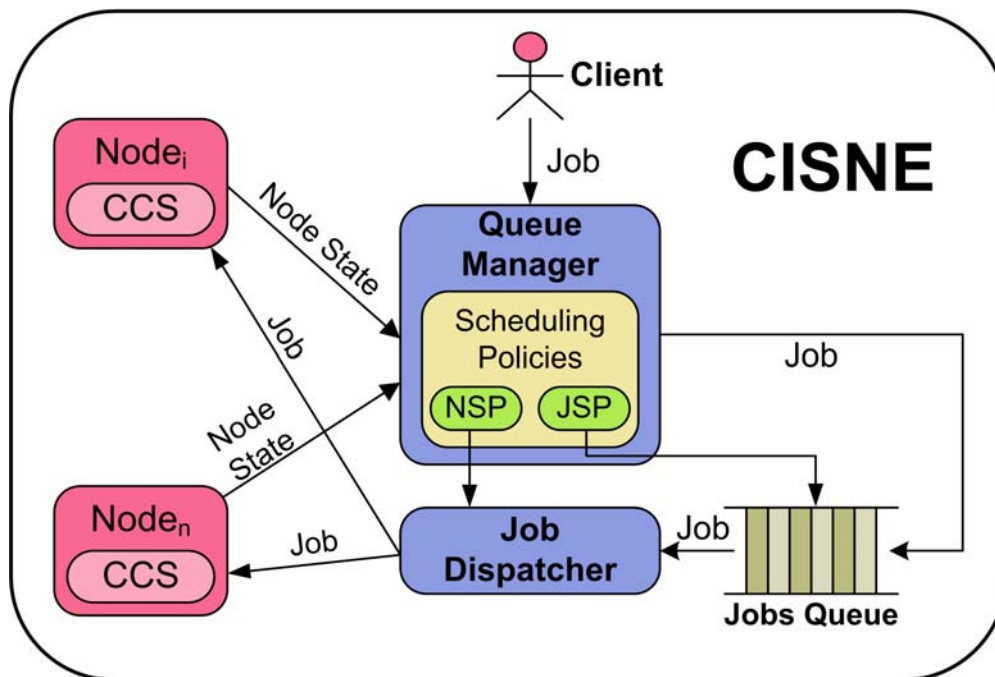 Client
CISNE
Job
Node_i
CCS
Node State
Queue
Manager
Scheduling
Policies
NSP
JSP
Job
Job
Node
State
Node_n
CCS
Job
Job
Dispatcher
Job
Jobs Queue